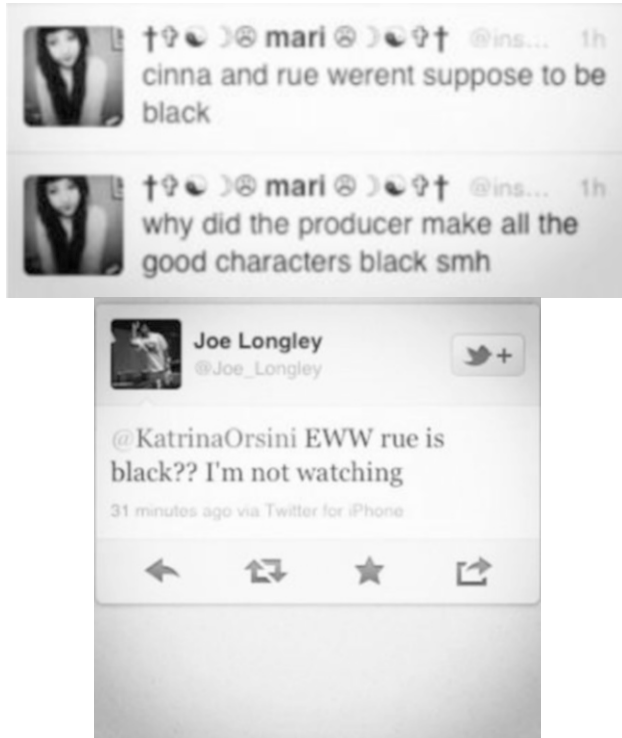 †✞☯☽☹ mari ☹☽☯✞† @ins... 1h
cinna and rue werent suppose to be
black
†✞☯☽☹ mari ☹☽☯✞† @ins... 1h
why did the producer make all the
good characters black smh
Joe Longley
@Joe_Longley
@KatrinaOrsini EWW rue is
black?? I'm not watching
31 minutes ago via Twitter for iPhone